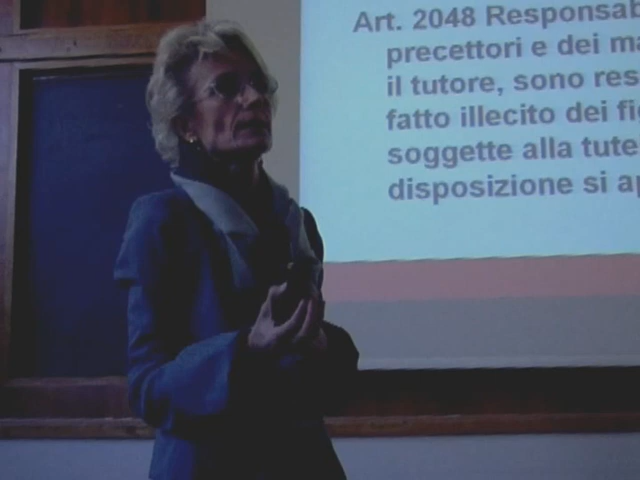 Art. 2048 Responsab
precettori e dei ma
il tutore, sono res
fatto illecito dei fi
soggette alla tute
disposizione si ap